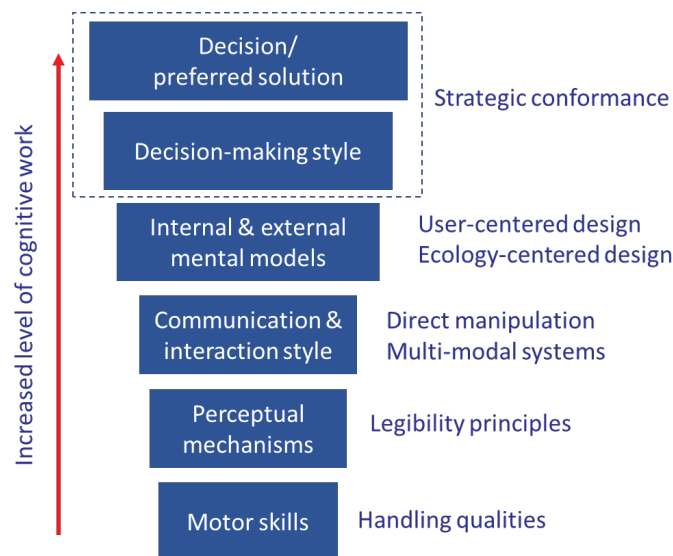 Increased level of cognitive work
Decision/
preferred solution
Decision-making style
Strategic conformance
Internal & external
mental models
User-centered design
Ecology-centered design
Communication &
interaction style
Direct manipulation
Multi-modal systems
Perceptual
mechanisms
Legibility principles
Motor skills
Handling qualities